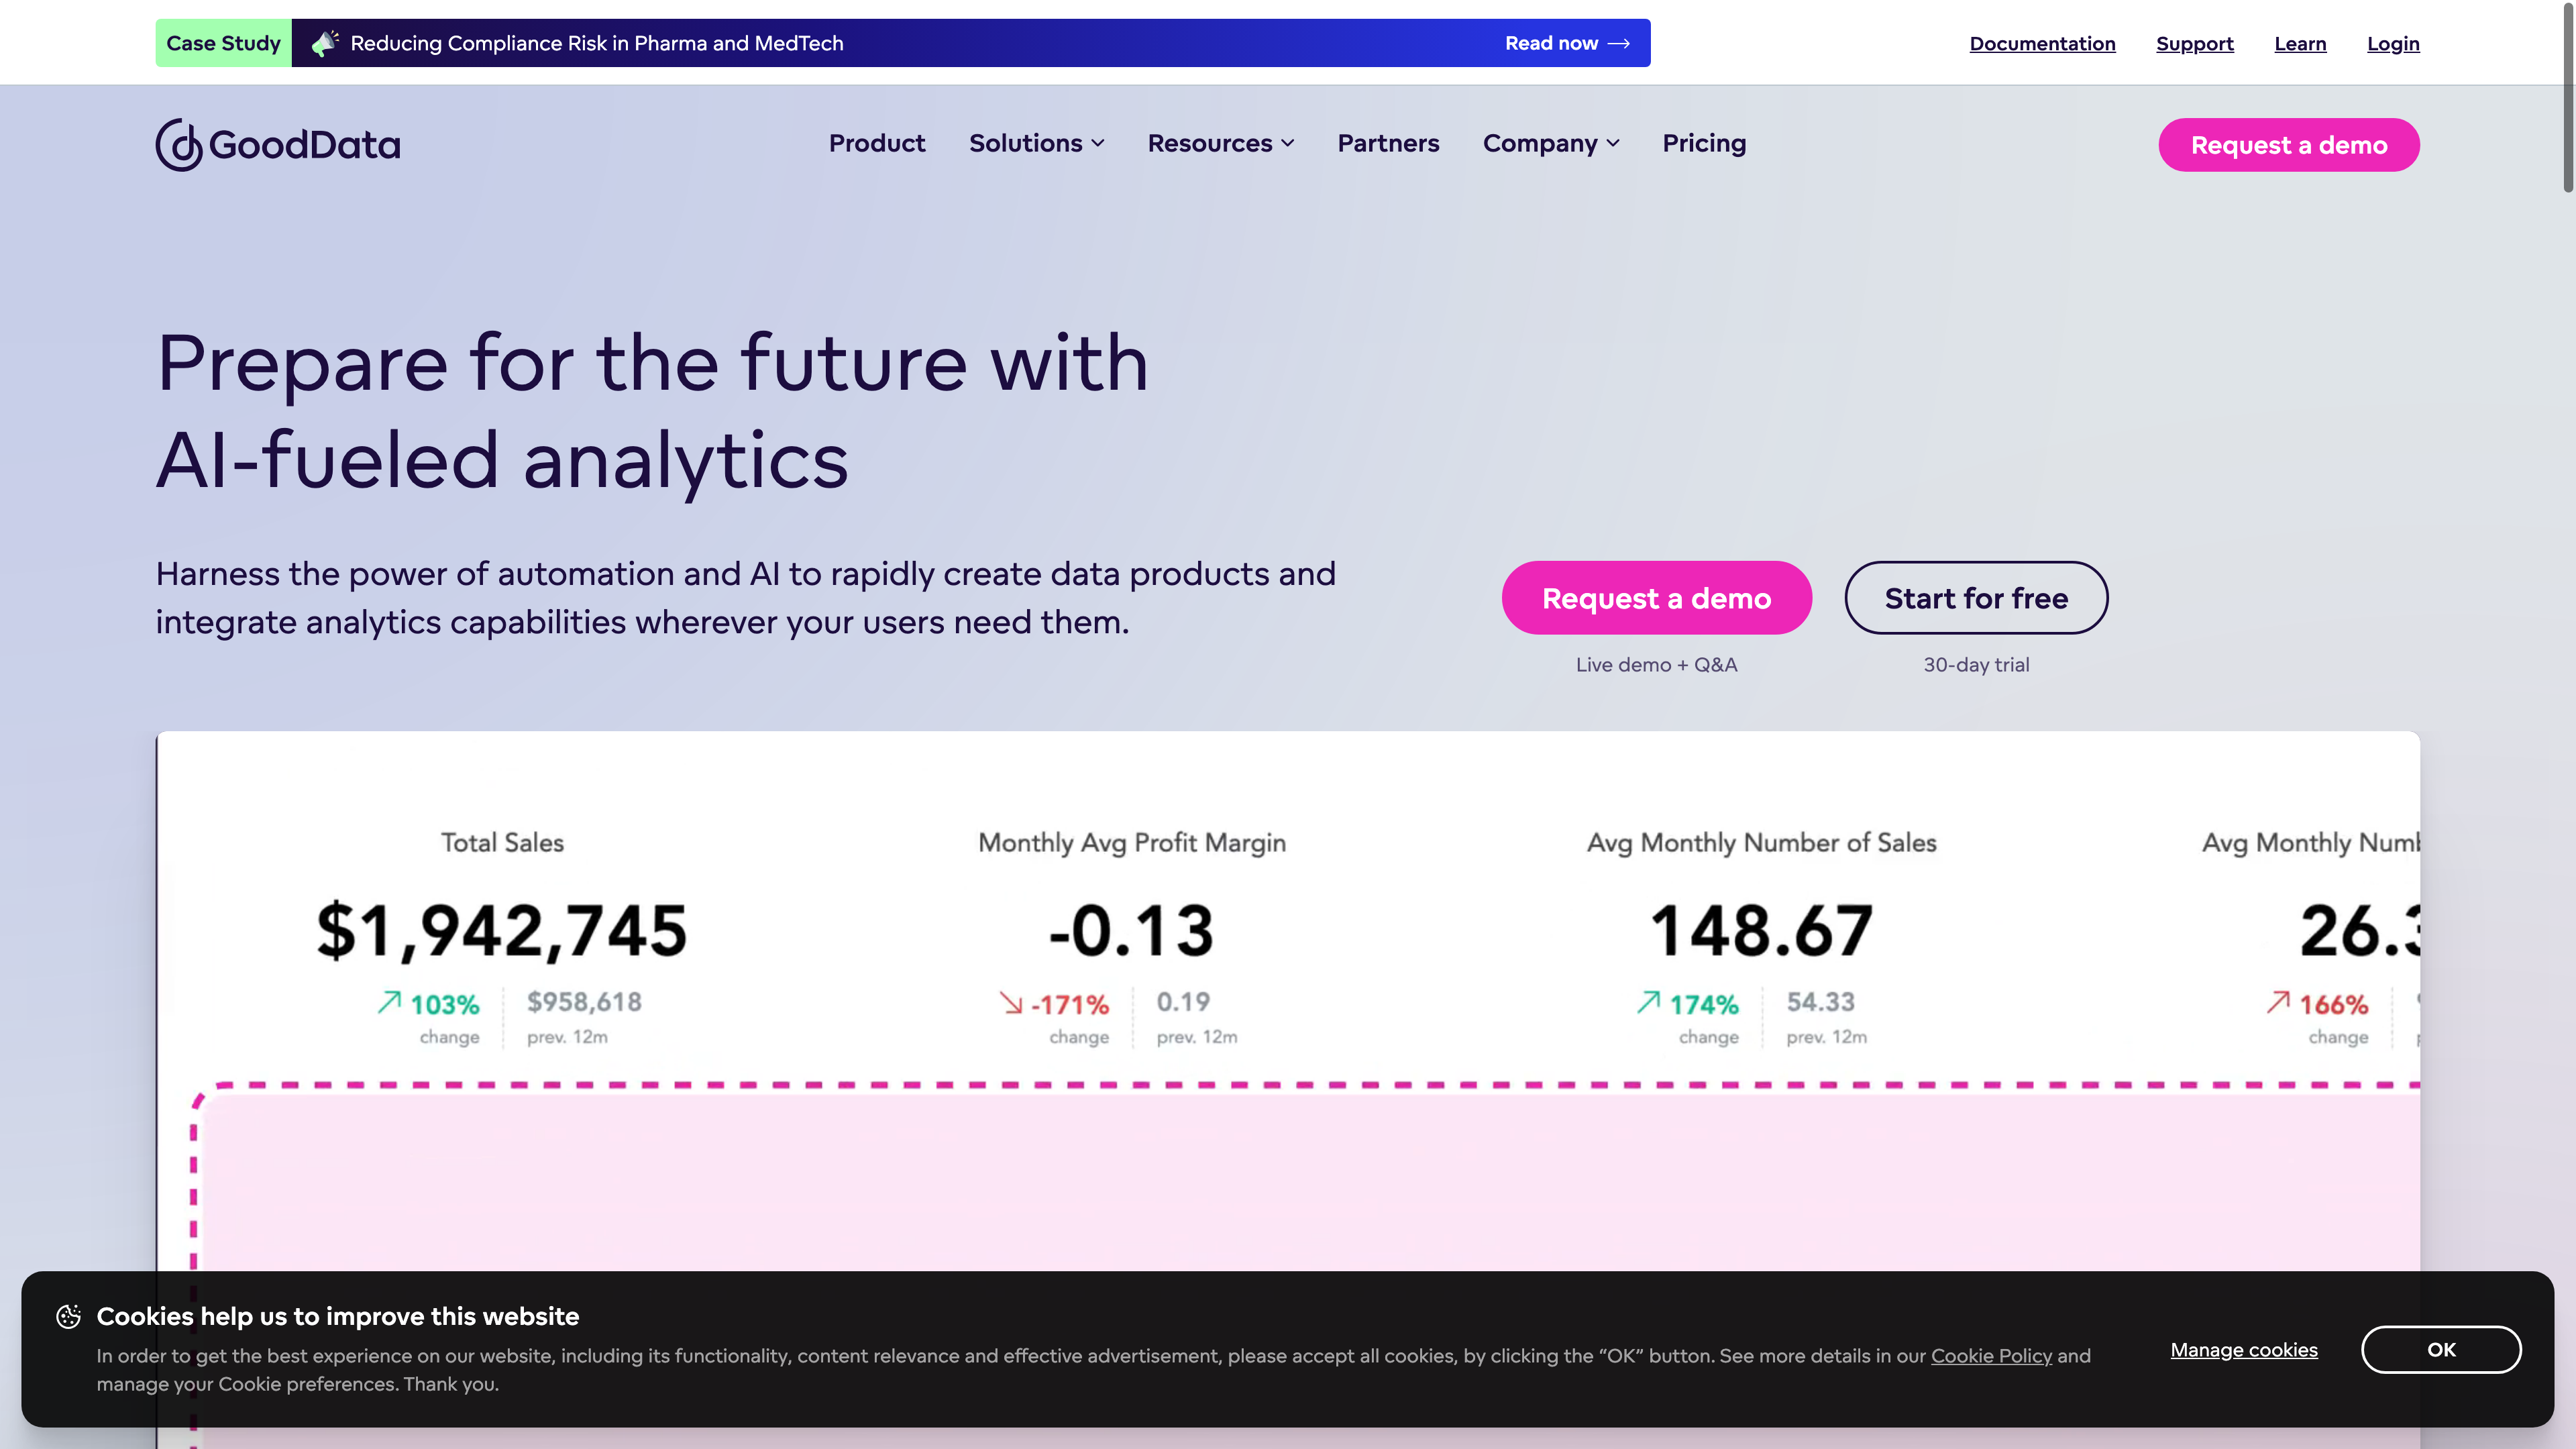 Case Study
Reducing Compliance Risk in Pharma and MedTech
Read now
Documentation
Support
Learn
Login
GoodData
Product
Solutions
Resources
Partners
Company
Pricing
Request a demo
Prepare for the future with
AI-fueled analytics
Harness the power of automation and AI to rapidly create data products and
integrate analytics capabilities wherever your users need them.
Request a demo
Live demo + Q&A
Start for free
30-day trial
Total Sales
$1,942,745
103%
change
$958,618
prev. 12m
Monthly Avg Profit Margin
-0.13
-171%
change
0.19
prev. 12m
Avg Monthly Number of Sales
148.67
174%
change
54.33
prev. 12m
Avg Monthly
166%
change
Cookies help us to improve this website
In order to get the best experience on our website, including its functionality, content relevance and effective advertisement, please accept all cookies, by clicking the “OK” button. See more details in our Cookie Policy and
manage your Cookie preferences. Thank you.
Manage cookies
OK